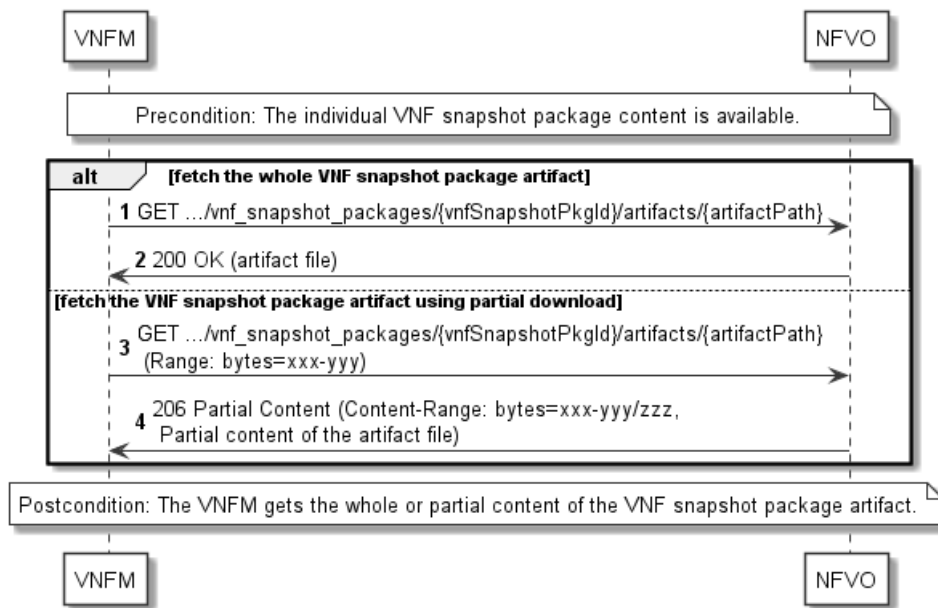 VNFM NFVO
Precondition: The individual VNF snapshot package content is available.
alt [fetch the whole VNF snapshot package artifact]
1 GET .../vnf_snapshot_packages/{vnfSnapshotPkgId}/artifacts/{artifactPath}
2 200 OK (artifact file)
[fetch the VNF snapshot package artifact using partial download]
3 GET .../vnf_snapshot_packages/{vnfSnapshotPkgId}/artifacts/{artifactPath}
(Range: bytes=xxx-yyy)
4 206 Partial Content (Content-Range: bytes=xxx-yyy/zzz,
Partial content of the artifact file)
Postcondition: The VNFM gets the whole or partial content of the VNF snapshot package artifact.
VNFM NFVO